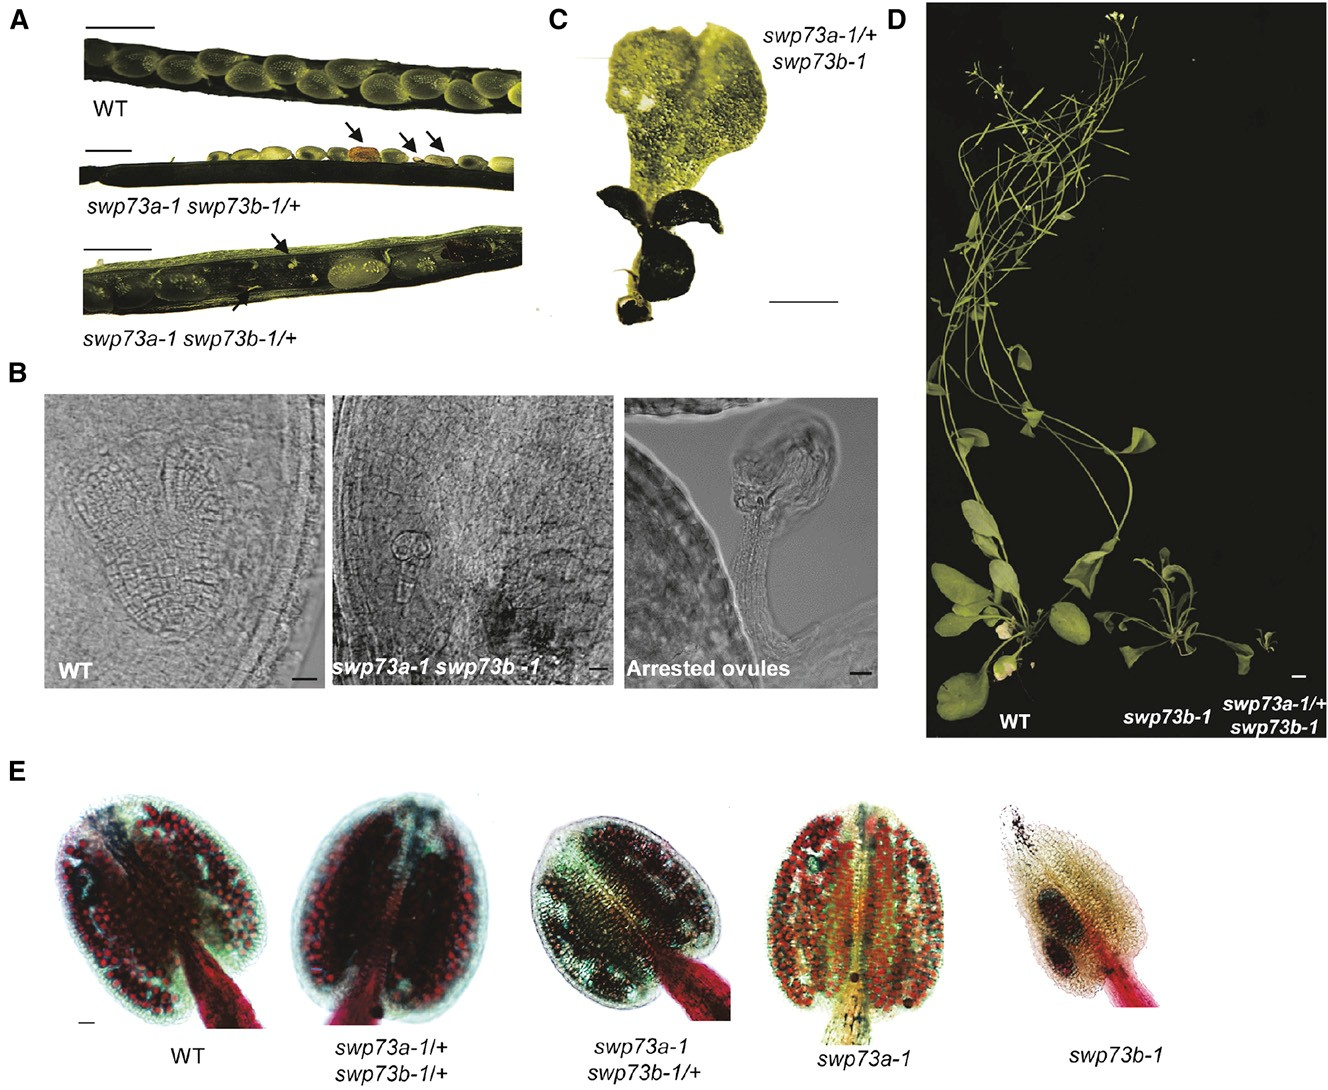 A
WT
swp73a-1 swp73b-1/+
swp73a-1 swp73b-1/+
C
swp73a-1/+
swp73b-1
D
WT
swp73b-1
swp73a-1/+
swp73b-1
B
WT
swp73a-1 swp73b -1
Arrested ovules
E
WT
swp73a-1/+
swp73b-1/+
swp73a-1
swp73b-1/+
swp73a-1
swp73b-1